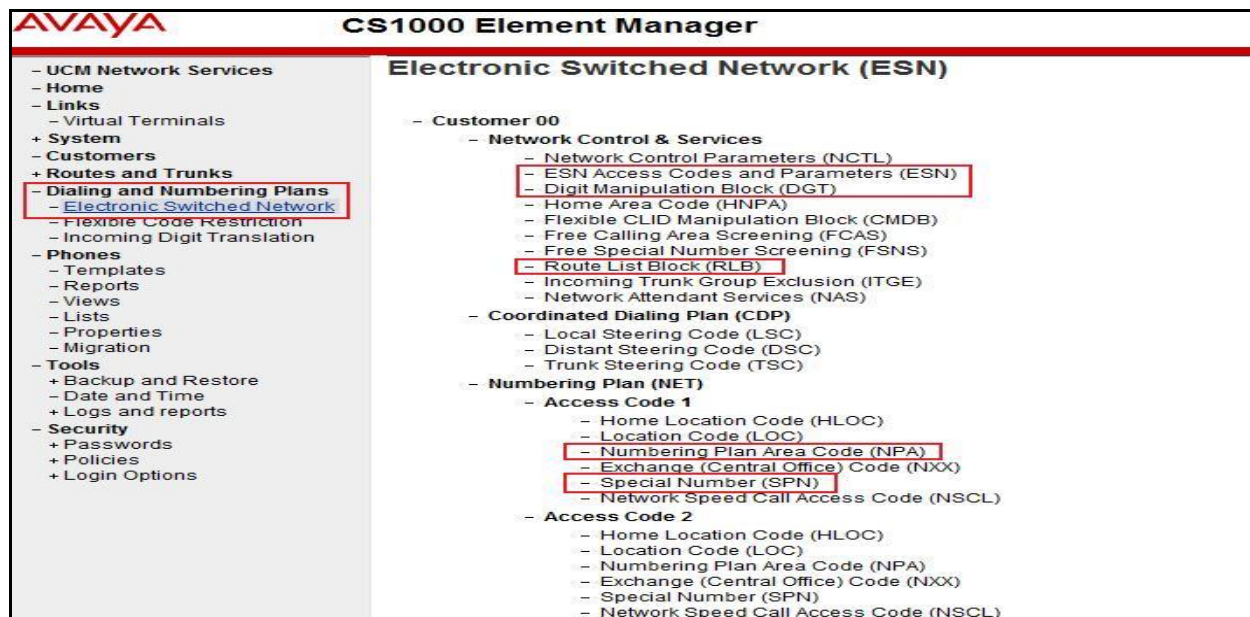 AVAYA CS1000 Element Manager
– UCM Network Services
– Home
– Links
– Virtual Terminals
+ System
– Customers
+ Routes and Trunks
– Dialing and Numbering Plans
– Electronic Switched Network
– Flexible Code Restriction
– Incoming Digit Translation
– Phones
– Templates
– Reports
– Views
– Lists
– Properties
– Migration
– Tools
+ Backup and Restore
– Date and Time
+ Logs and reports
– Security
+ Passwords
+ Policies
+ Login Options
Electronic Switched Network (ESN)
– Customer 00
– Network Control & Services
– Network Control Parameters (NCTL)
– ESN Access Codes and Parameters (ESN)
– Digit Manipulation Block (DGT)
– Home Area Code (HNPA)
– Flexible CLID Manipulation Block (CMDB)
– Free Calling Area Screening (FCAS)
– Free Special Number Screening (FSNS)
– Route List Block (RLB)
– Incoming Trunk Group Exclusion (ITGE)
– Network Attendant Services (NAS)
– Coordinated Dialing Plan (CDP)
– Local Steering Code (LSC)
– Distant Steering Code (DSC)
– Trunk Steering Code (TSC)
– Numbering Plan (NET)
– Access Code 1
– Home Location Code (HLOC)
– Location Code (LOC)
– Numbering Plan Area Code (NPA)
– Exchange (Central Office) Code (NXX)
– Special Number (SPN)
– Network Speed Call Access Code (NSCL)
– Access Code 2
– Home Location Code (HLOC)
– Location Code (LOC)
– Numbering Plan Area Code (NPA)
– Exchange (Central Office) Code (NXX)
– Special Number (SPN)
– Network Speed Call Access Code (NSCL)